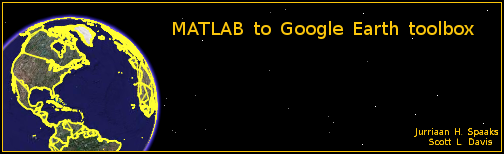 MATLAB to Google Earth toolbox
Jurriaan H. Spaaks
Scott L. Davis